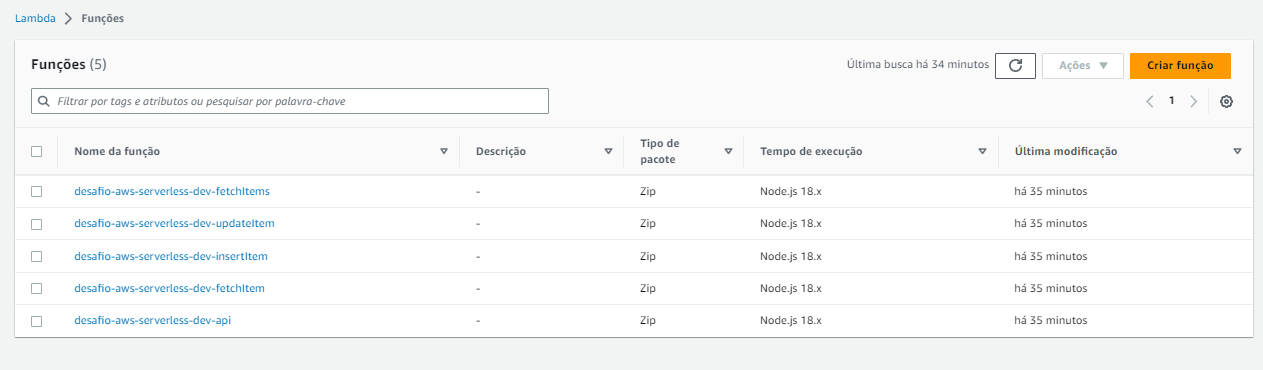 Lambda > Funções
Funções (5)
Última busca há 34 minutos
Ações
Criar função
Filtrar por tags e atributos ou pesquisar por palavra-chave
1
Nome da função Descrição Tipo de pacote Tempo de execução Última modificação
desafio-aws-serverless-dev-fetchItems - Zip Node.js 18.x há 35 minutos
desafio-aws-serverless-dev-updateItem - Zip Node.js 18.x há 35 minutos
desafio-aws-serverless-dev-insertItem - Zip Node.js 18.x há 35 minutos
desafio-aws-serverless-dev-fetchItem - Zip Node.js 18.x há 35 minutos
desafio-aws-serverless-dev-api - Zip Node.js 18.x há 35 minutos